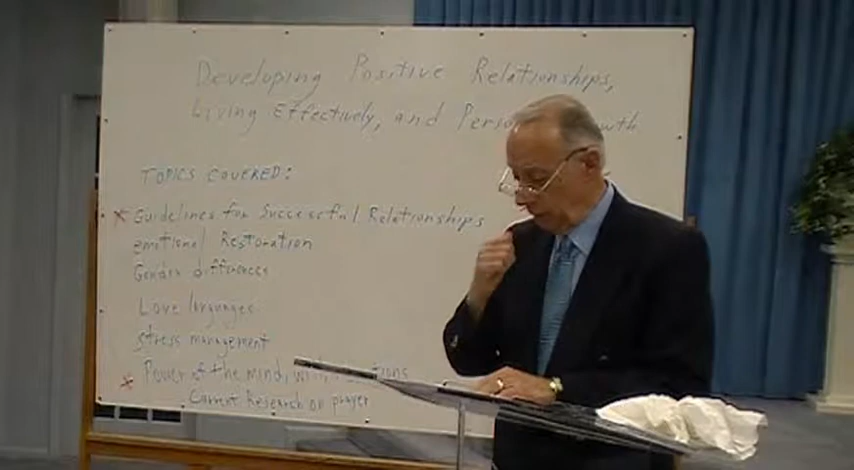 Developing Positive Relationships,
Living Effectively, and
TOPICS COVERED:
* Guidelines for Successful Relationships
emotional Restoration
Gender differences
Love languages
stress management
* Power of the mind,
Current Research on prayer